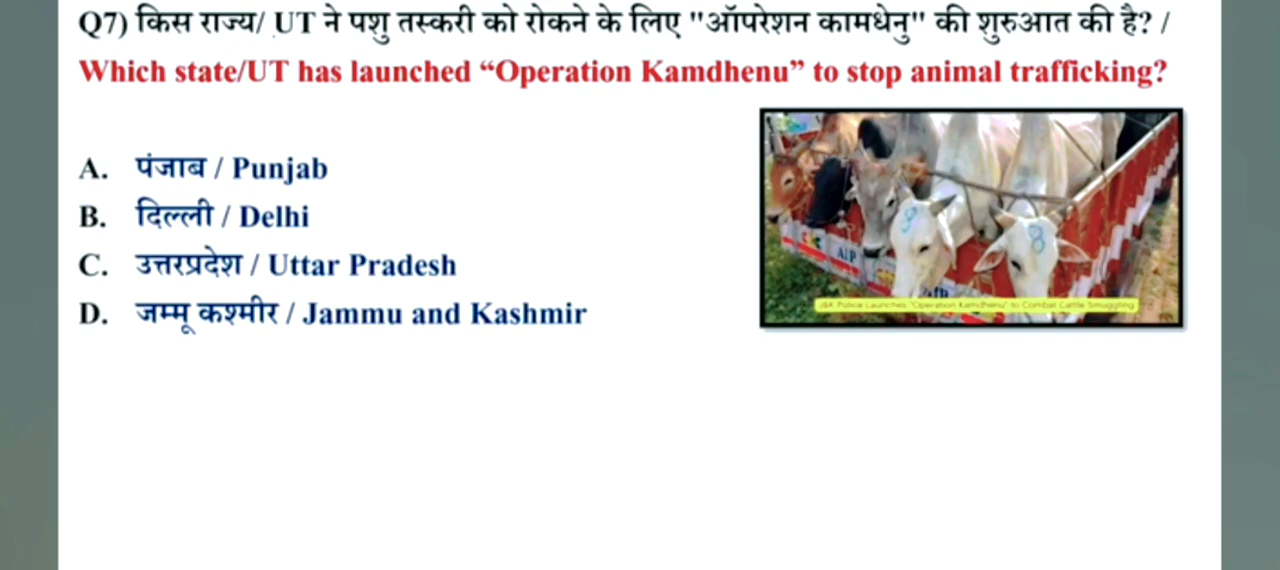 Q7) किस राज्य/ UT ने पशु तस्करी को रोकने के लिए "ऑपरेशन कामधेनु" की शुरुआत की है? /
Which state/UT has launched “Operation Kamdhenu” to stop animal trafficking?
A. पंजाब / Punjab
B. दिल्ली / Delhi
C. उत्तरप्रदेश / Uttar Pradesh
D. जम्मू कश्मीर / Jammu and Kashmir
AIP
J&K Police Launches "Operation Kamdhenu" to Combat Cattle Smuggling